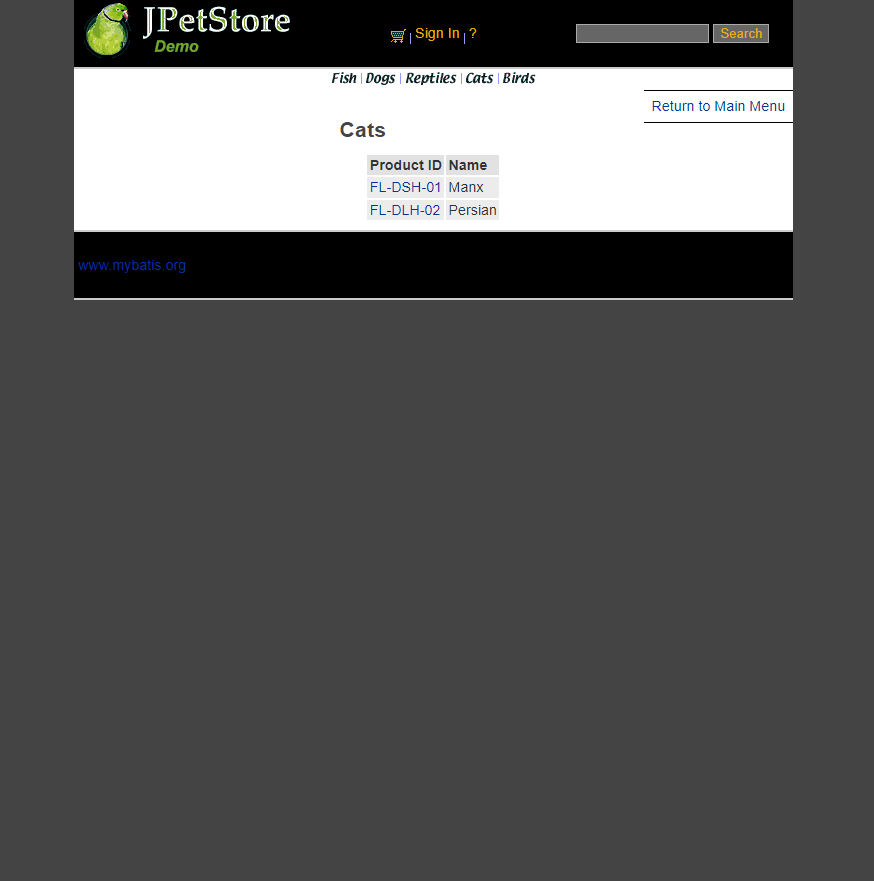 JPetStore
Demo
Sign In ?
Search
Fish Dogs Reptiles Cats Birds
Return to Main Menu
Cats
Product ID Name
FL-DSH-01 Manx
FL-DLH-02 Persian
www.mybatis.org